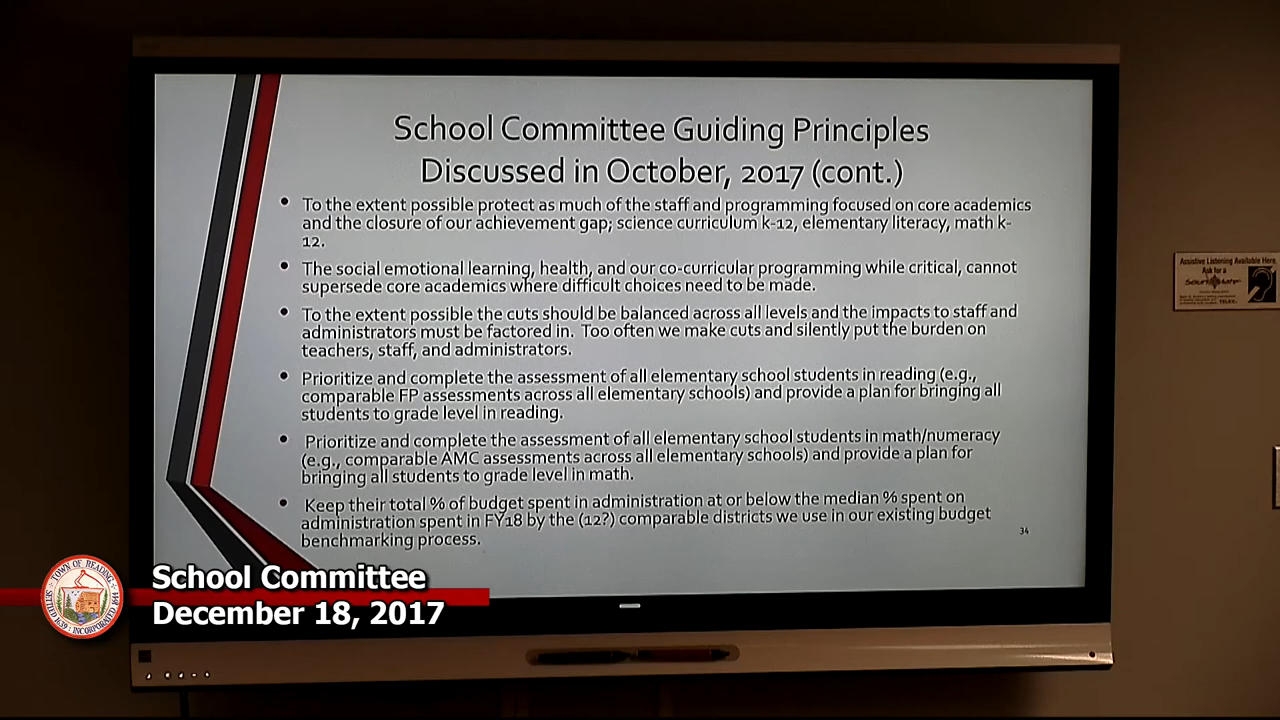 School Committee Guiding Principles
Discussed in October, 2017 (cont.)
• To the extent possible protect as much of the staff and programming focused on core academics
and the closure of our achievement gap; science curriculum k-12, elementary literacy, math k-
12.
• The social emotional learning, health, and our co-curricular programming while critical, cannot
supersede core academics where difficult choices need to be made.
• To the extent possible the cuts should be balanced across all levels and the impacts to staff and
administrators must be factored in. Too often we make cuts and silently put the burden on
teachers, staff, and administrators.
• Prioritize and complete the assessment of all elementary school students in reading (e.g.,
comparable FP assessments across all elementary schools) and provide a plan for bringing all
students to grade level in reading.
• Prioritize and complete the assessment of all elementary school students in math/numeracy
(e.g., comparable AMC assessments across all elementary schools) and provide a plan for
bringing all students to grade level in math.
• Keep their total % of budget spent in administration at or below the median % spent on
administration spent in FY18 by the (12?) comparable districts we use in our existing budget
benchmarking process.
34
Assistive Listening Available Here
Ask for a
TOWN OF READING
SETTLED 1639 : INCORPORATED 1644
School Committee
December 18, 2017